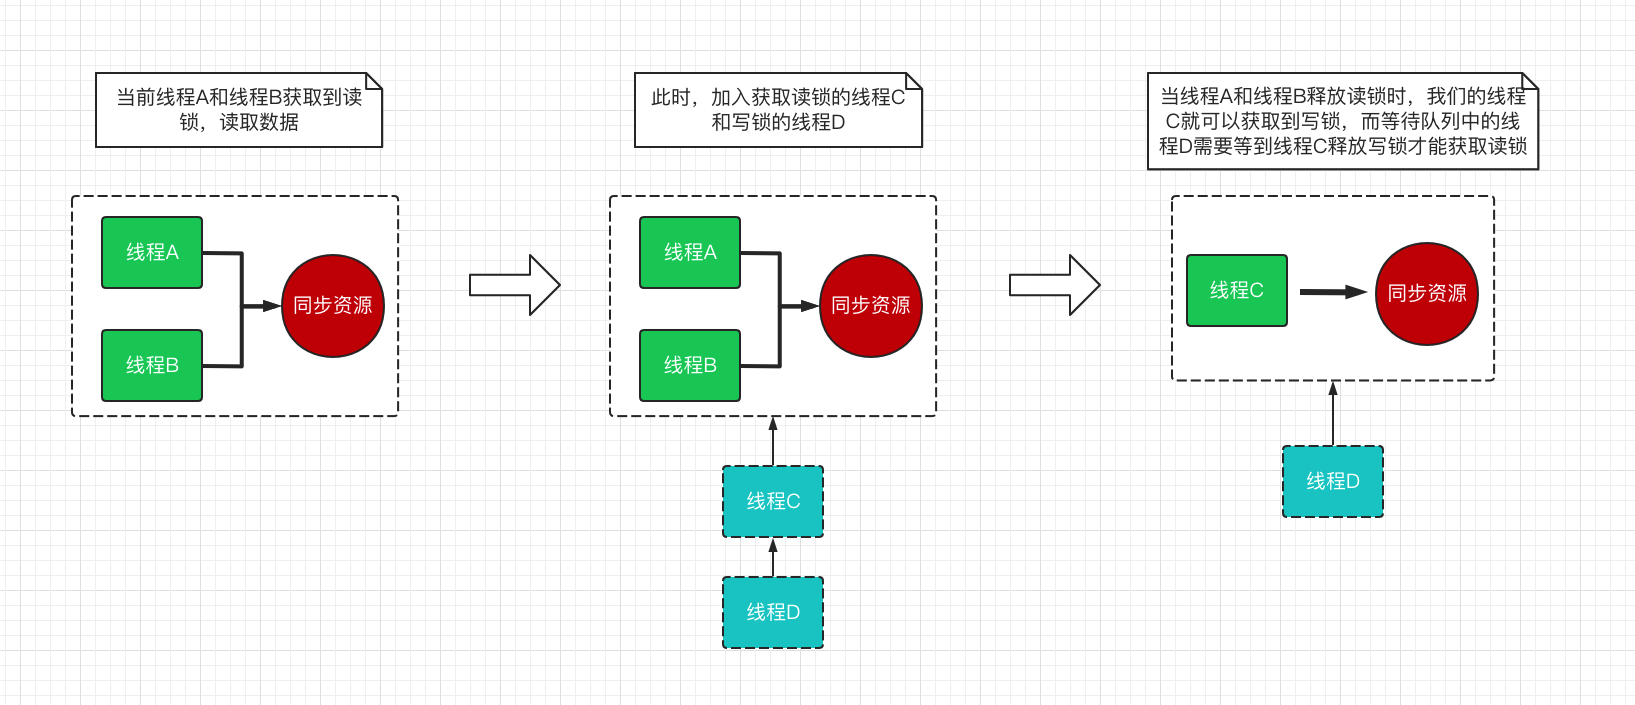 当前线程A和线程B获取到读
锁，读取数据
此时，加入获取读锁的线程C
和写锁的线程D
当线程A和线程B释放读锁时，我们的线程
C就可以获取到写锁，而等待队列中的线
程D需要等到线程C释放写锁才能获取读锁
线程A
同步资源
线程B
线程A
同步资源
线程B
线程C
线程D
线程C
同步资源
线程D